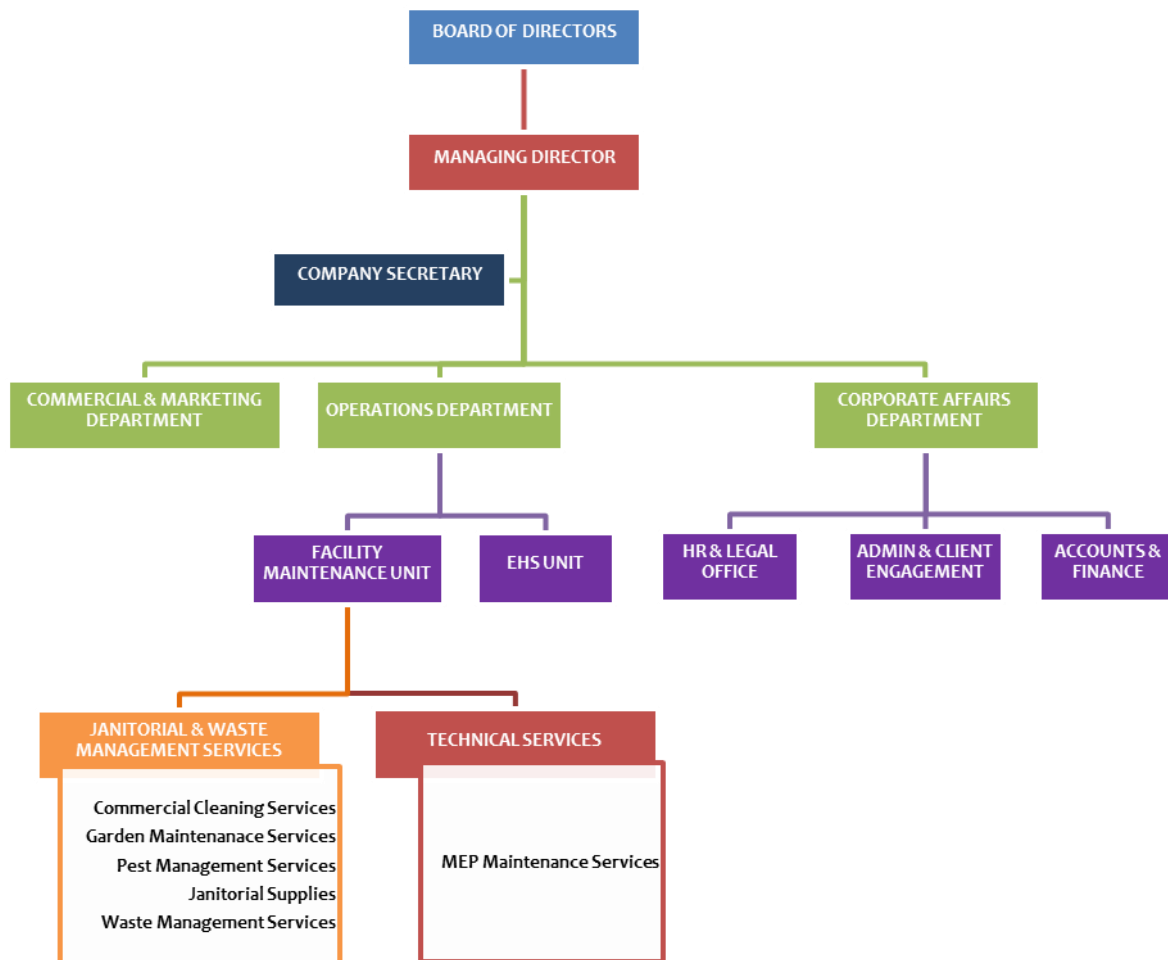 BOARD OF DIRECTORS
MANAGING DIRECTOR
COMPANY SECRETARY
COMMERCIAL & MARKETING
DEPARTMENT
OPERATIONS DEPARTMENT
CORPORATE AFFAIRS
DEPARTMENT
FACILITY
MAINTENANCE UNIT
EHS UNIT
HR & LEGAL
OFFICE
ADMIN & CLIENT
ENGAGEMENT
ACCOUNTS &
FINANCE
JANITORIAL & WASTE
MANAGEMENT SERVICES
Commercial Cleaning Services
Garden Maintenanace Services
Pest Management Services
Janitorial Supplies
Waste Management Services
TECHNICAL SERVICES
MEP Maintenance Services